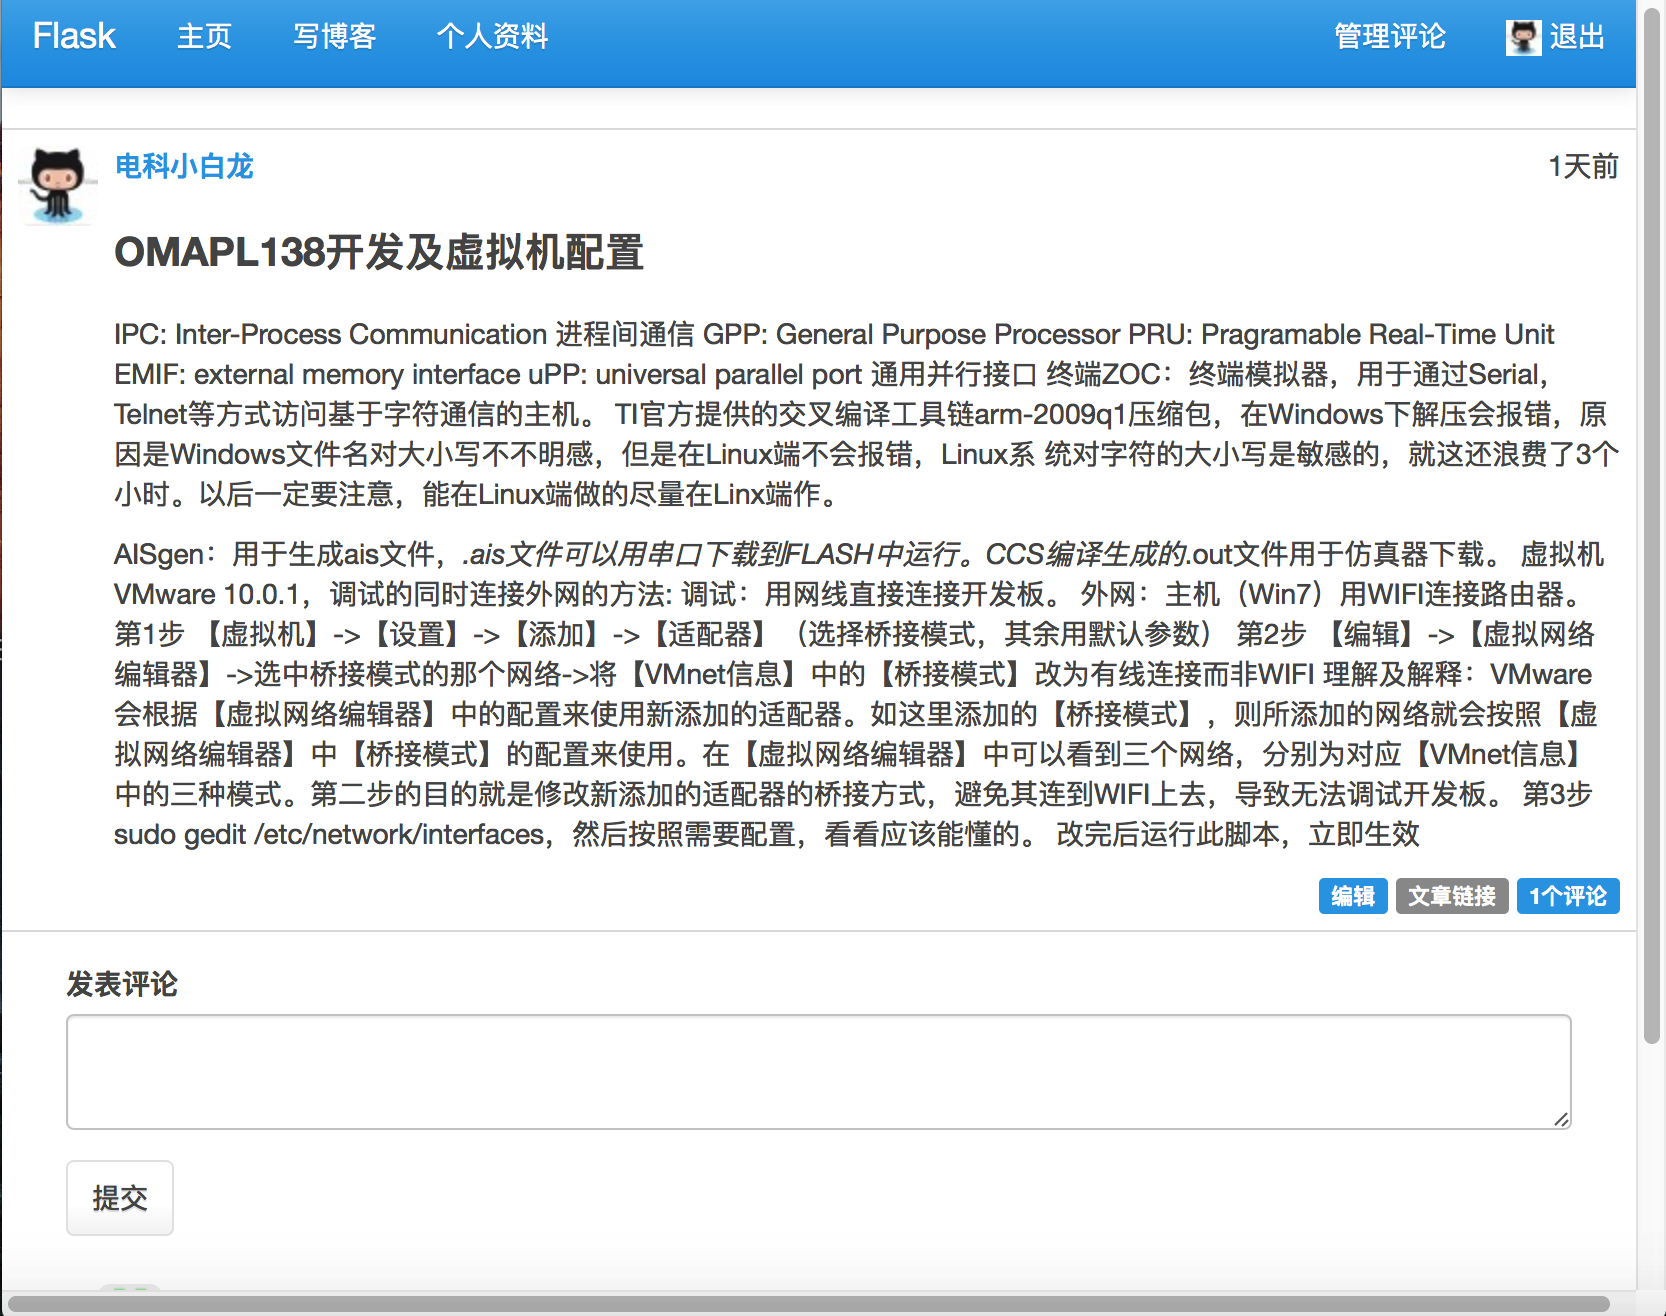 Flask 主页 写博客 个人资料 管理评论 退出
电科小白龙 1天前
OMAPL138开发及虚拟机配置
IPC: Inter-Process Communication 进程间通信 GPP: General Purpose Processor PRU: Pragramable Real-Time Unit
EMIF: external memory interface uPP: universal parallel port 通用并行接口 终端ZOC：终端模拟器，用于通过Serial，
Telnet等方式访问基于字符通信的主机。 TI官方提供的交叉编译工具链arm-2009q1压缩包，在Windows下解压会报错，原
因是Windows文件名对大小写不不明感，但是在Linux端不会报错，Linux系 统对字符的大小写是敏感的，就这还浪费了3个
小时。以后一定要注意，能在Linux端做的尽量在Linx端作。
AISgen：用于生成ais文件，.ais文件可以用串口下载到FLASH中运行。CCS编译生成的.out文件用于仿真器下载。 虚拟机
VMware 10.0.1，调试的同时连接外网的方法: 调试：用网线直接连接开发板。 外网：主机（Win7）用WIFI连接路由器。
第1步 【虚拟机】->【设置】->【添加】->【适配器】（选择桥接模式，其余用默认参数） 第2步 【编辑】->【虚拟网络
编辑器】->选中桥接模式的那个网络->将【VMnet信息】中的【桥接模式】改为有线连接而非WIFI 理解及解释：VMware
会根据【虚拟网络编辑器】中的配置来使用新添加的适配器。如这里添加的【桥接模式】，则所添加的网络就会按照【虚
拟网络编辑器】中【桥接模式】的配置来使用。在【虚拟网络编辑器】中可以看到三个网络，分别为对应【VMnet信息】
中的三种模式。第二步的目的就是修改新添加的适配器的桥接方式，避免其连到WIFI上去，导致无法调试开发板。 第3步
sudo gedit /etc/network/interfaces，然后按照需要配置，看看应该能懂的。 改完后运行此脚本，立即生效
编辑 文章链接 1个评论
发表评论
提交